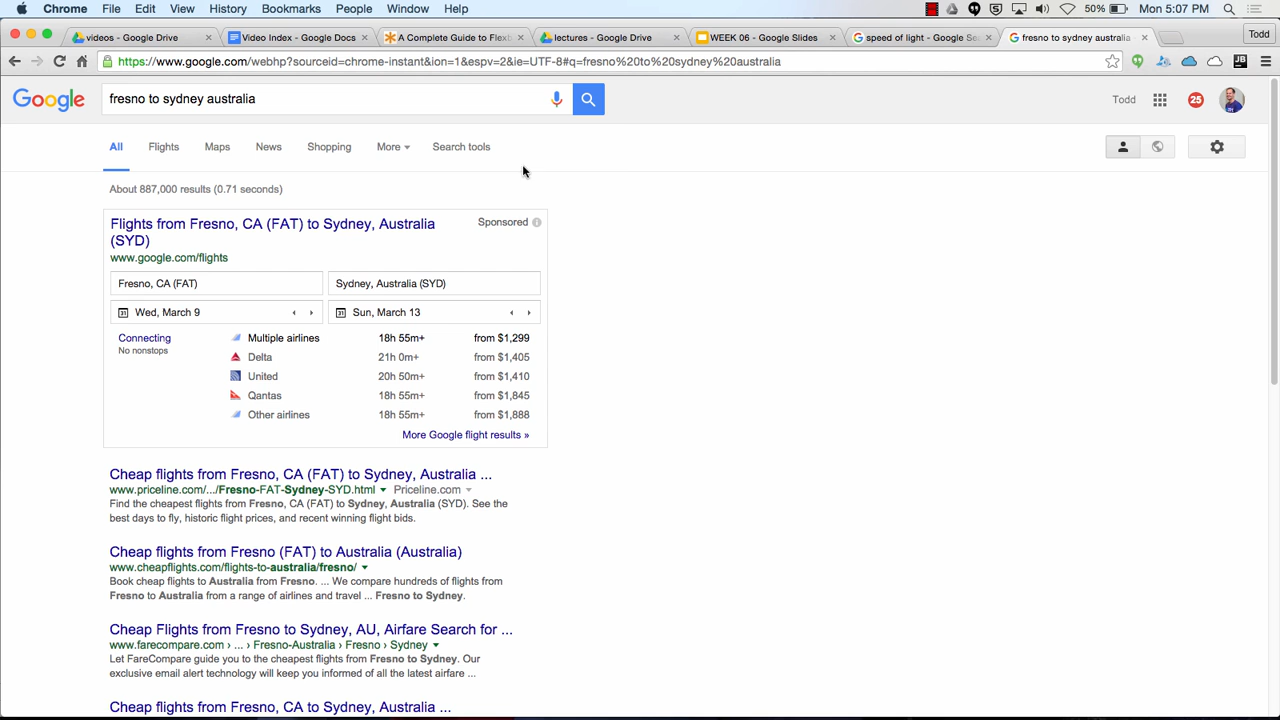 Chrome File Edit View History Bookmarks People Window Help 50% Mon 5:07 PM
videos - Google Drive × Video Index - Google Docs × A Complete Guide to Flexb × lectures - Google Drive × WEEK 06 - Google Slides × speed of light - Google Se × fresno to sydney australia × Todd
https://www.google.com/webhp?sourceid=chrome-instant&ion=1&espv=2&ie=UTF-8#q=fresno%20to%20sydney%20australia
Google fresno to sydney australia Todd 25
All Flights Maps News Shopping More Search tools
About 887,000 results (0.71 seconds)
Flights from Fresno, CA (FAT) to Sydney, Australia Sponsored
(SYD)
www.google.com/flights
Fresno, CA (FAT) Sydney, Australia (SYD)
31 Wed, March 9 31 Sun, March 13
Connecting Multiple airlines 18h 55m+ from $1,299
No nonstops
Delta 21h 0m+ from $1,405
United 20h 50m+ from $1,410
Qantas 18h 55m+ from $1,845
Other airlines 18h 55m+ from $1,888
More Google flight results »
Cheap flights from Fresno, CA (FAT) to Sydney, Australia ...
www.priceline.com/.../Fresno-FAT-Sydney-SYD.html Priceline.com
Find the cheapest flights from Fresno, CA (FAT) to Sydney, Australia (SYD). See the
best days to fly, historic flight prices, and recent winning flight bids.
Cheap flights from Fresno (FAT) to Australia (Australia)
www.cheapflights.com/flights-to-australia/fresno/
Book cheap flights to Australia from Fresno. ... We compare hundreds of flights from
Fresno to Australia from a range of airlines and travel ... Fresno to Sydney.
Cheap Flights from Fresno to Sydney, AU, Airfare Search for ...
www.farecompare.com › ... › Fresno-Australia › Fresno › Sydney
Let FareCompare guide you to the cheapest flights from Fresno to Sydney. Our
exclusive email alert technology will keep you informed of all the latest airfare ...
Cheap flights from Fresno, CA to Sydney, Australia ...